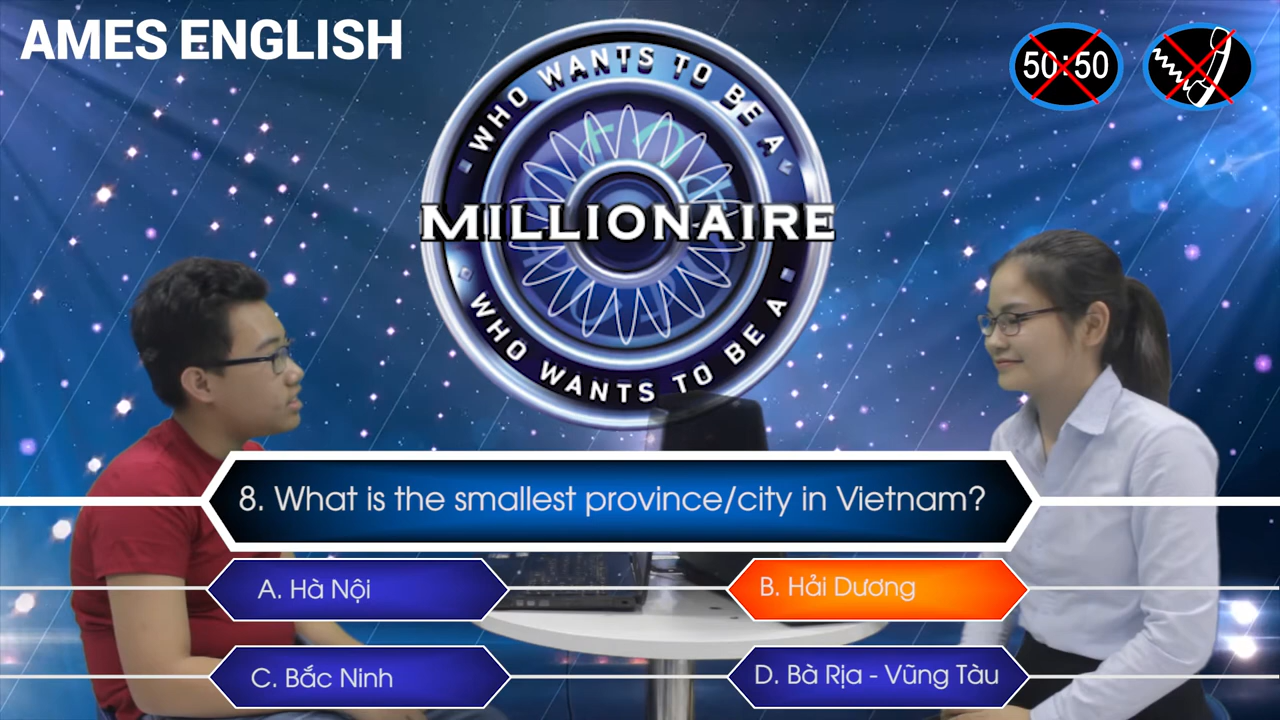 AMES ENGLISH
50:50
WHO WANTS TO BE A
MILLIONAIRE
WHO WANTS TO BE A
8. What is the smallest province/city in Vietnam?
A. Hà Nội
B. Hải Dương
C. Bắc Ninh
D. Bà Rịa - Vũng Tàu